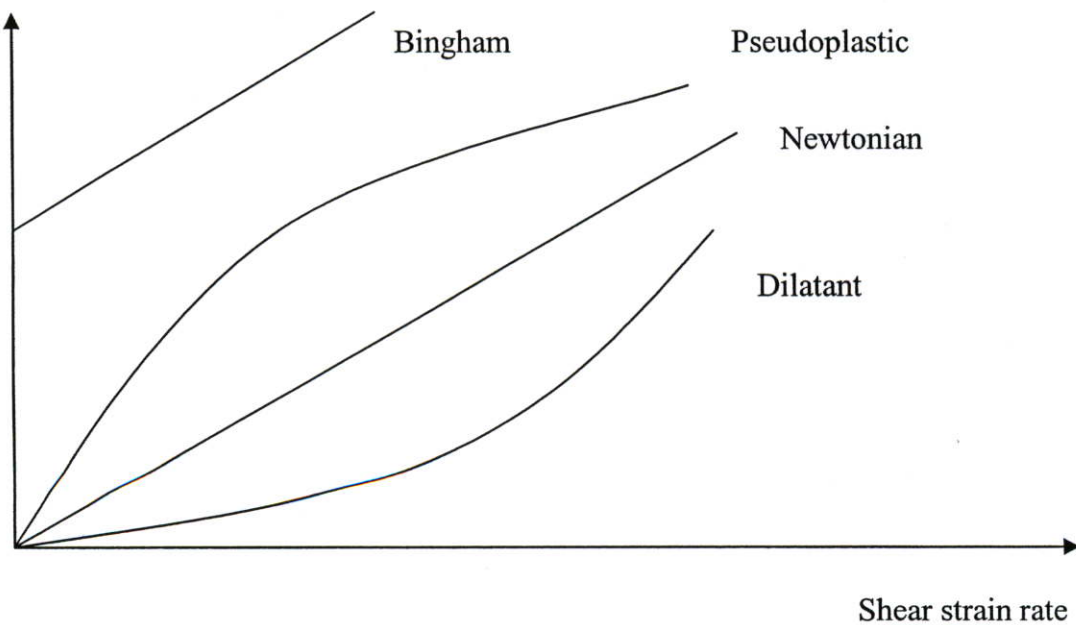 Bingham
Pseudoplastic
Newtonian
Dilatant
Shear strain rate